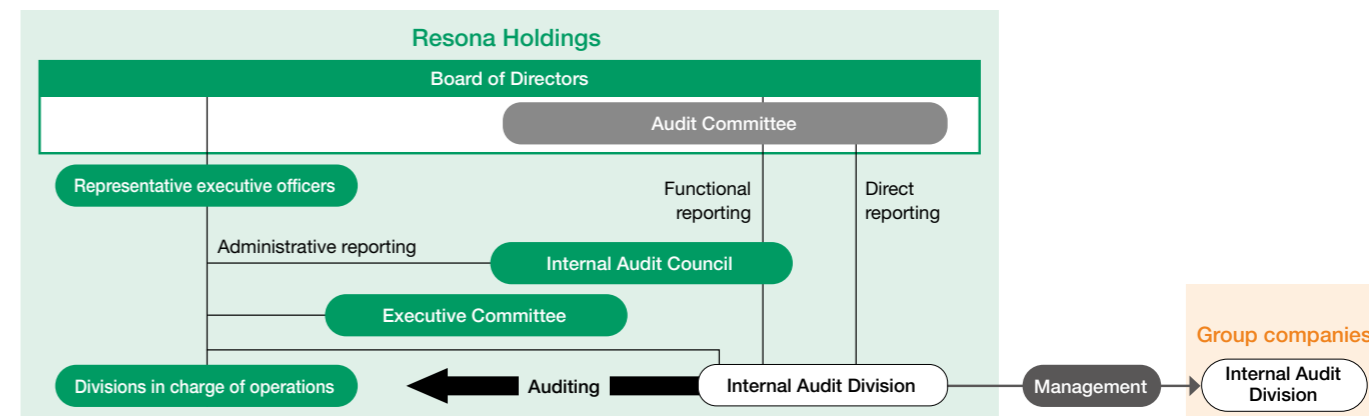 Resona Holdings
Board of Directors
Audit Committee
Representative executive officers
Functional
reporting
Direct
reporting
Administrative reporting
Internal Audit Council
Executive Committee
Group companies
Divisions in charge of operations
Auditing
Internal Audit Division
Management
Internal Audit
Division